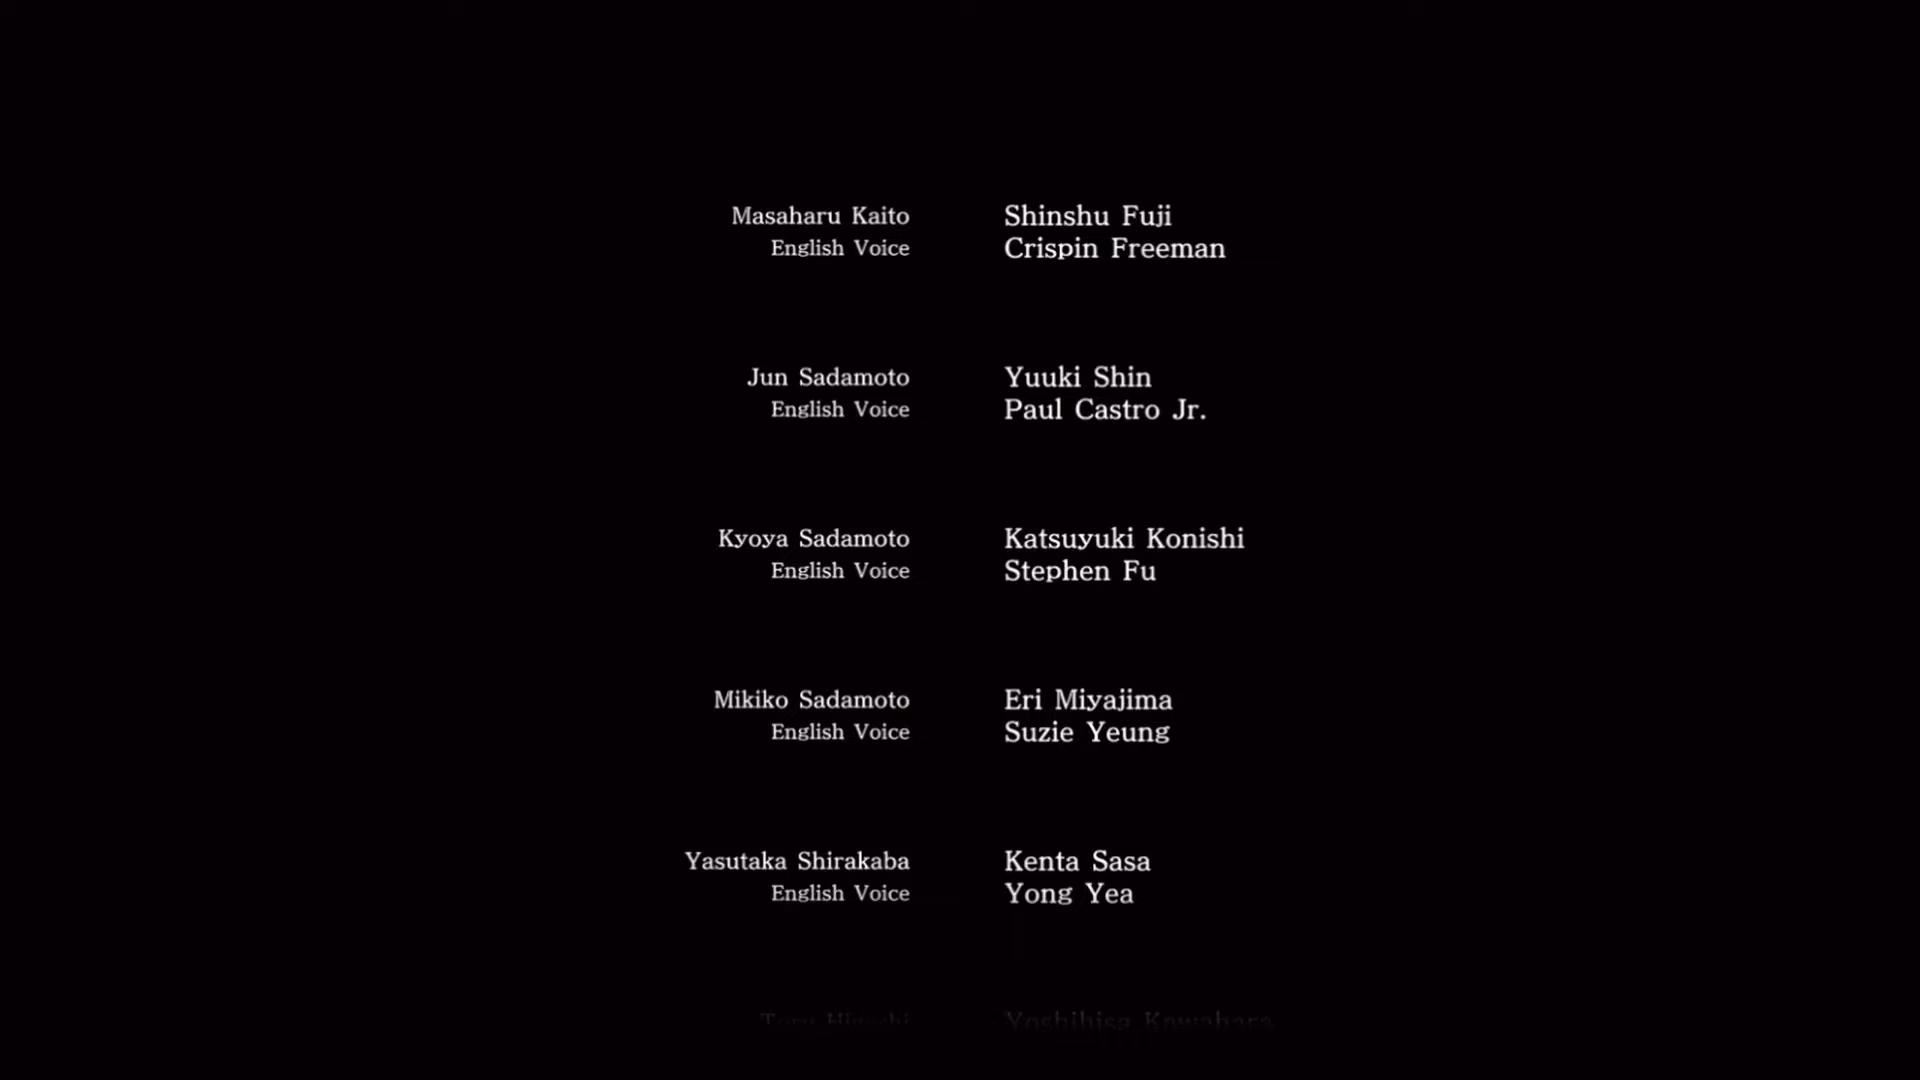 Masaharu Kaito Shinshu Fuji
English Voice Crispin Freeman
Jun Sadamoto Yuuki Shin
English Voice Paul Castro Jr.
Kyoya Sadamoto Katsuyuki Konishi
English Voice Stephen Fu
Mikiko Sadamoto Eri Miyajima
English Voice Suzie Yeung
Yasutaka Shirakaba Kenta Sasa
English Voice Yong Yea
Yoshihisa Kawahara